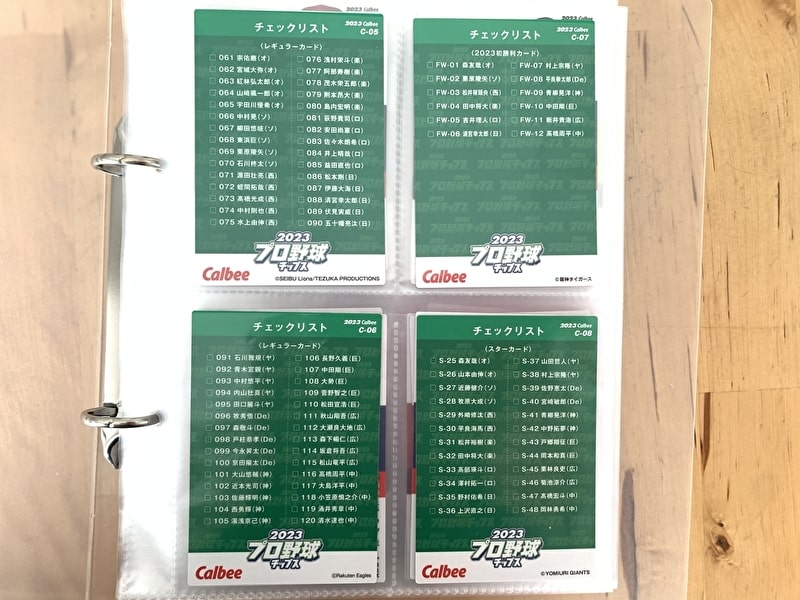 チェックリスト
2023 Calbee
C-05
(レギュラーカード)
061 宗佑磨(オ)
062 宮城大弥(オ)
063 紅林弘太郎(オ)
064 山﨑颯一郎(オ)
065 宇田川優希(オ)
066 中村晃(ソ)
067 柳田悠岐(ソ)
068 東浜巨(ソ)
069 栗原陵矢(ソ)
070 石川柊太(ソ)
071 源田壮亮(西)
072 蛭間拓哉(西)
073 髙橋光成(西)
074 中村剛也(西)
075 水上由伸(西)
076 浅村栄斗(楽)
077 阿部寿樹(楽)
078 茂木栄五郎(楽)
079 則本昂大(楽)
080 島内宏明(楽)
081 荻野貴司(ロ)
082 安田尚憲(ロ)
083 佐々木朗希(ロ)
084 井上晴哉(ロ)
085 益田直也(ロ)
086 松本剛(日)
087 伊藤大海(日)
088 清宮幸太郎(日)
089 伏見寅威(日)
090 五十幡亮汰(日)
2023
プロ野球
チップス
Calbee
©SEIBU Lions/TEZUKA PRODUCTIONS
チェックリスト
2023 Calbee
C-07
(2023初勝利カード)
FW-01 森友哉(オ)
FW-02 栗原陵矢(ソ)
FW-03 松井稼頭央(西)
FW-04 田中将大(楽)
FW-05 吉井理人(ロ)
FW-06 清宮幸太郎(日)
FW-07 村上宗隆(ヤ)
FW-08 平良拳太郎(De)
FW-09 青柳晃洋(神)
FW-10 中田翔(巨)
FW-11 新井貴浩(広)
FW-12 高橋周平(中)
2023
プロ野球
チップス
Calbee
©阪神タイガース
チェックリスト
2023 Calbee
C-06
(レギュラーカード)
091 石川雅規(ヤ)
092 青木宣親(ヤ)
093 中村悠平(ヤ)
094 内山壮真(ヤ)
095 田口麗斗(ヤ)
096 牧秀悟(De)
097 森敬斗(De)
098 戸柱恭孝(De)
099 今永昇太(De)
100 京田陽太(De)
101 大山悠輔(神)
102 近本光司(神)
103 佐藤輝明(神)
104 西勇輝(神)
105 湯浅京己(神)
106 長野久義(巨)
107 中田翔(巨)
108 大勢(巨)
109 菅野智之(巨)
110 松田宣浩(巨)
111 秋山翔吾(広)
112 大瀬良大地(広)
113 森下暢仁(広)
114 坂倉将吾(広)
115 松山竜平(広)
116 高橋周平(中)
117 大島洋平(中)
118 小笠原慎之介(中)
119 涌井秀章(中)
120 清水達也(中)
2023
プロ野球
チップス
Calbee
©Rakuten Eagles
チェックリスト
2023 Calbee
C-08
(スターカード)
S-25 森友哉(オ)
S-26 山本由伸(オ)
S-27 近藤健介(ソ)
S-28 牧原大成(ソ)
S-29 外崎修汰(西)
S-30 平良海馬(西)
S-31 松井裕樹(楽)
S-32 田中将大(楽)
S-33 髙部瑛斗(ロ)
S-34 澤村拓一(ロ)
S-35 野村佑希(日)
S-36 上沢直之(日)
S-37 山田哲人(ヤ)
S-38 村上宗隆(ヤ)
S-39 佐野恵太(De)
S-40 宮﨑敏郎(De)
S-41 青柳晃洋(神)
S-42 中野拓夢(神)
S-43 戸郷翔征(巨)
S-44 岡本和真(巨)
S-45 栗林良吏(広)
S-46 菊池涼介(広)
S-47 髙橋宏斗(中)
S-48 岡林勇希(中)
2023
プロ野球
チップス
Calbee
©YOMIURI GIANTS